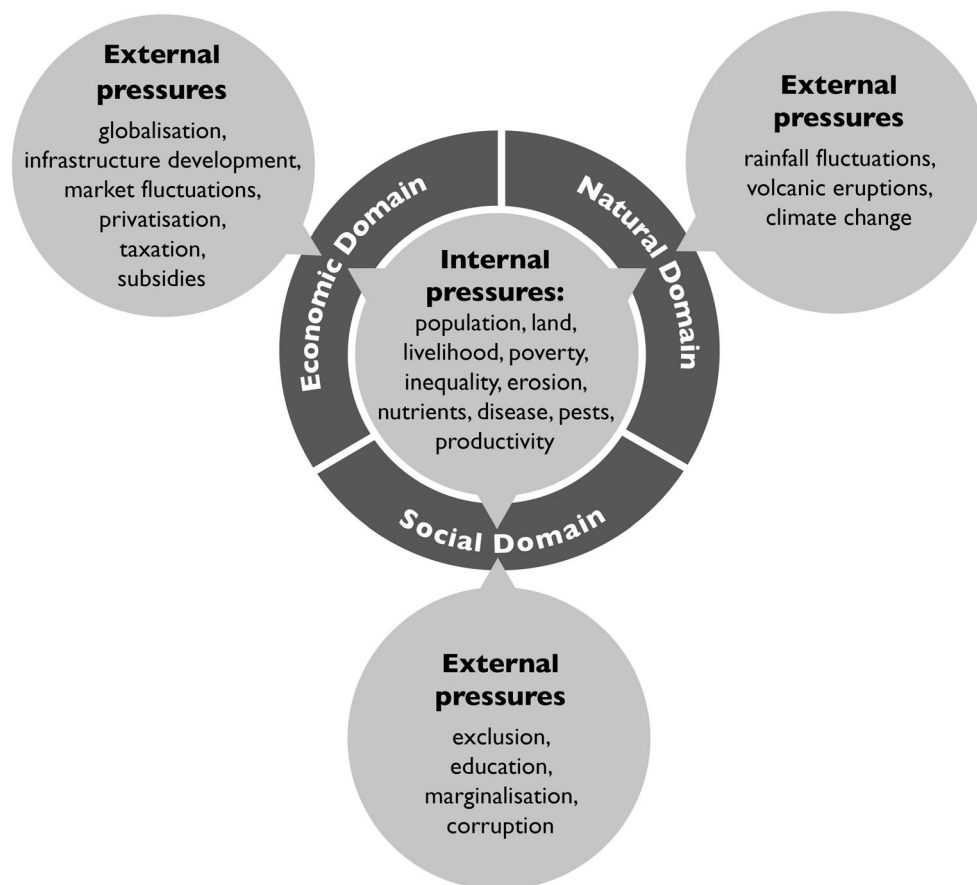 External
pressures
globalisation,
infrastructure development,
market fluctuations,
privatisation,
taxation,
subsidies
External
pressures
rainfall fluctuations,
volcanic eruptions,
climate change
Economic Domain
Natural Domain
Internal
pressures:
population, land,
livelihood, poverty,
inequality, erosion,
nutrients, disease, pests,
productivity
Social Domain
External
pressures
exclusion,
education,
marginalisation,
corruption